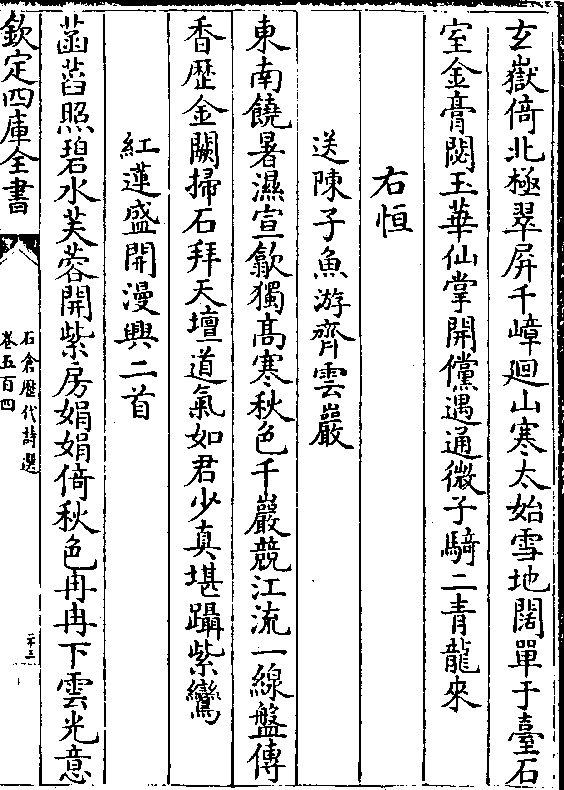 玄嶽倚北極翠屏千嶂廻山寒太始雪地闊單于臺石
室金膏閟玉華仙掌開儻遇通微子騎二青龍來
右恒
送陳子魚游齊雲巖
東南饒暑濕宣歙獨髙寒秋色千巖競江流一線盤傳
香歴金闕掃石拜天壇道氣如君少真堪躡紫鸞
紅蓮盛開漫興二首
菡萏照碧水芙蓉開紫房娟娟倚秋色冉冉下雲光意
欽定四庫全書
石倉歴代詩選
卷五百四
二十三